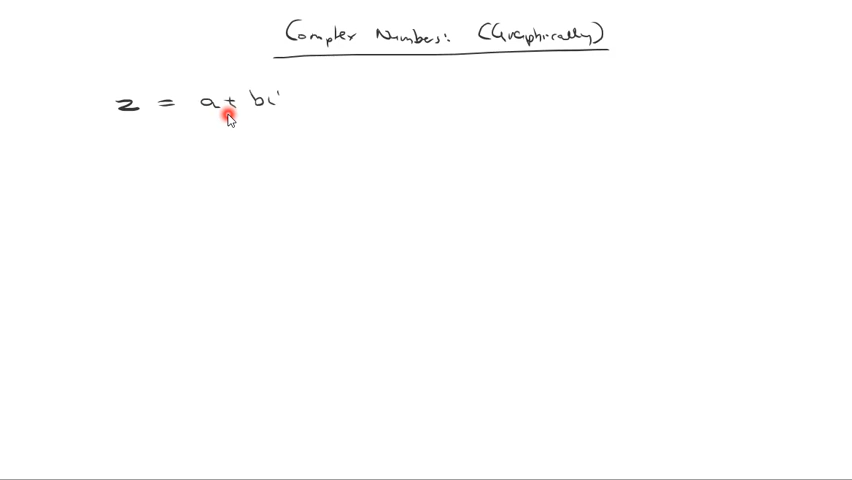 Complex Numbers: (Graphically)
z = a + bi